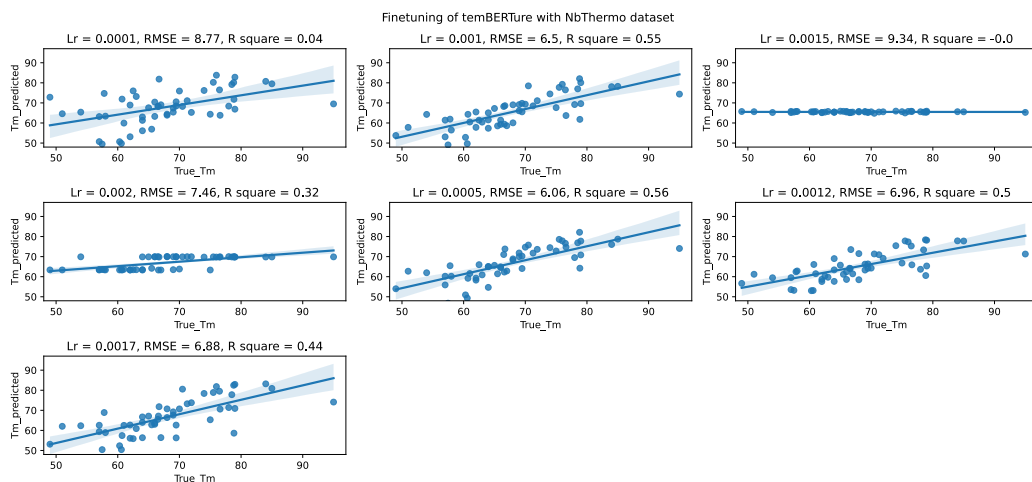 Finetuning of temBERTure with NbThermo dataset
Lr = 0.0001, RMSE = 8.77, R square = 0.04
90
80
70
60
50
Tm_predicted
50 60 70 80 90
True_Tm
Lr = 0.001, RMSE = 6.5, R square = 0.55
90
80
70
60
50
Tm_predicted
50 60 70 80 90
True_Tm
Lr = 0.0015, RMSE = 9.34, R square = -0.0
90
80
70
60
50
Tm_predicted
50 60 70 80 90
True_Tm
Lr = 0.002, RMSE = 7.46, R square = 0.32
90
80
70
60
50
Tm_predicted
50 60 70 80 90
True_Tm
Lr = 0.0005, RMSE = 6.06, R square = 0.56
90
80
70
60
50
Tm_predicted
50 60 70 80 90
True_Tm
Lr = 0.0012, RMSE = 6.96, R square = 0.5
90
80
70
60
50
Tm_predicted
50 60 70 80 90
True_Tm
Lr = 0.0017, RMSE = 6.88, R square = 0.44
90
80
70
60
50
Tm_predicted
50 60 70 80 90
True_Tm